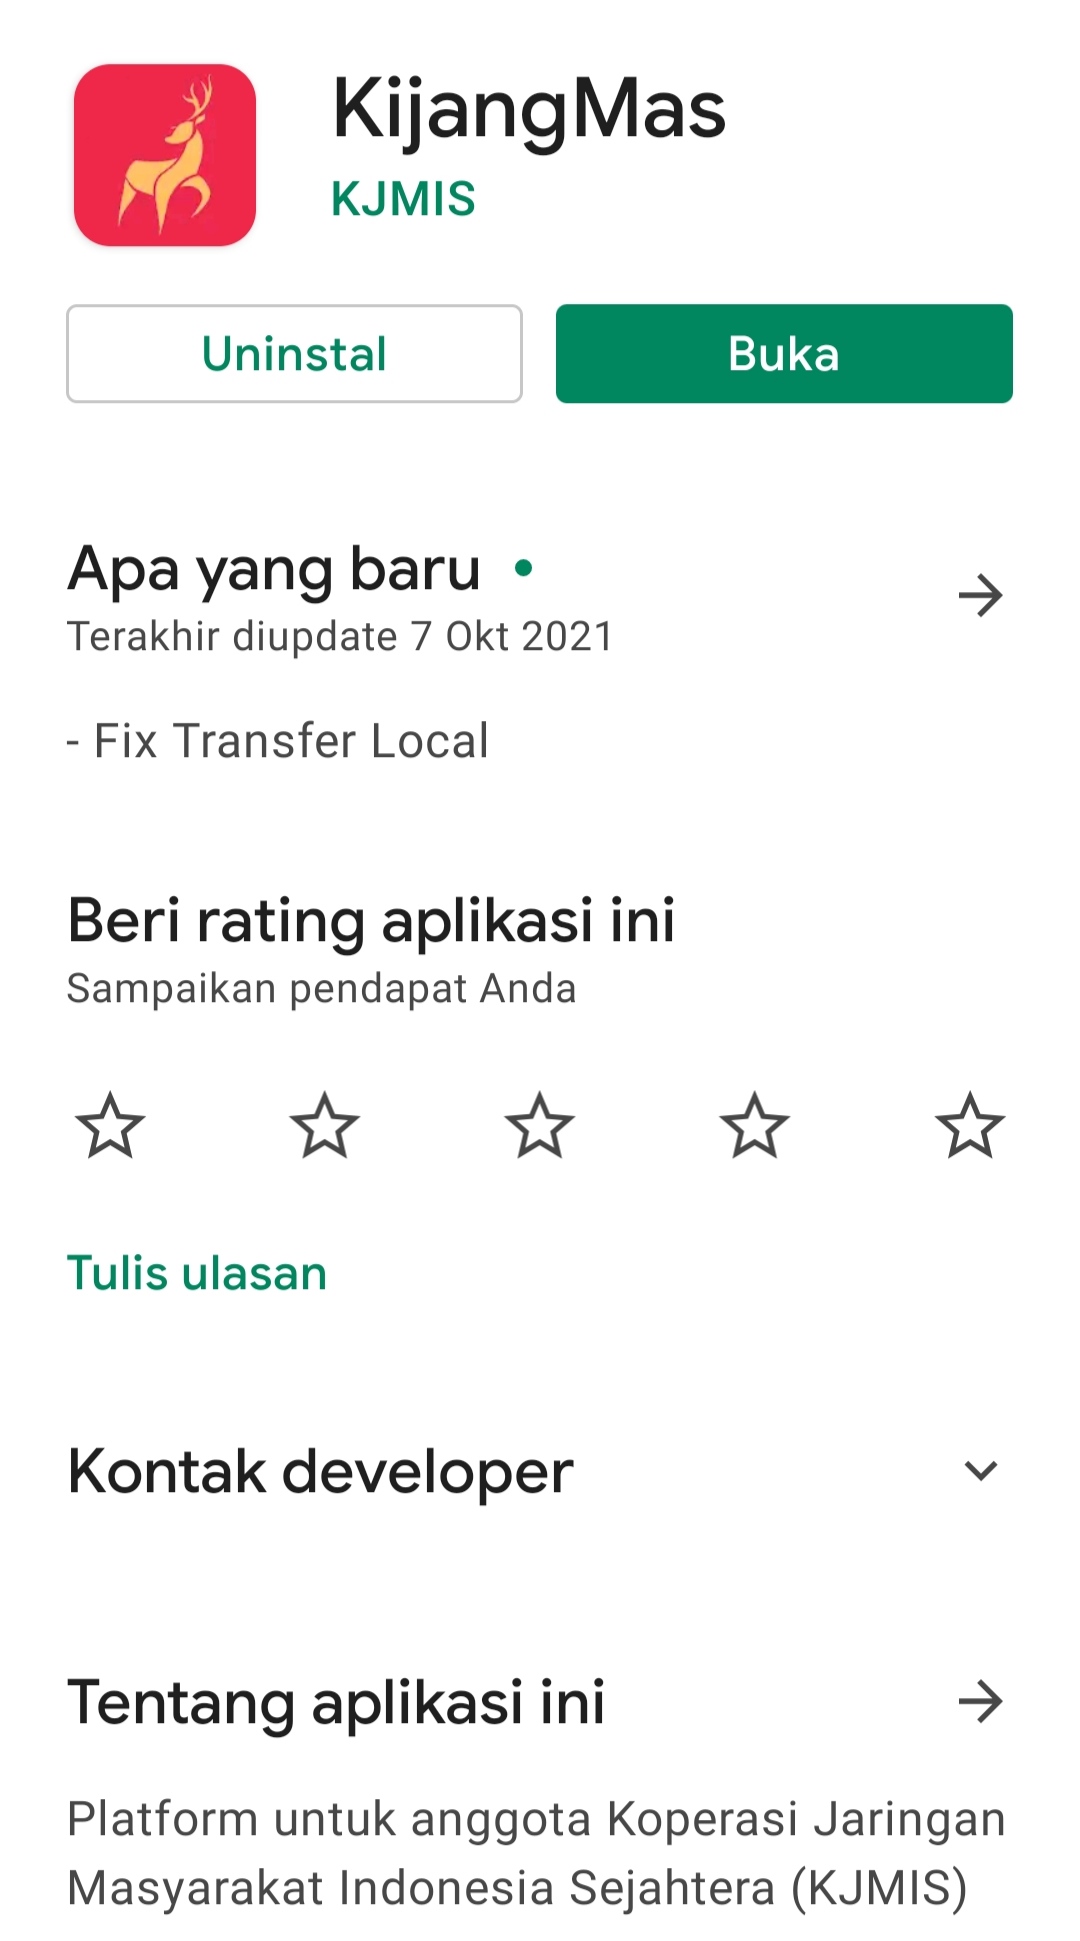 KijangMas
KJMIS
Uninstal
Buka
Apa yang baru •
Terakhir diupdate 7 Okt 2021
- Fix Transfer Local
Beri rating aplikasi ini
Sampaikan pendapat Anda
Tulis ulasan
Kontak developer
Tentang aplikasi ini
Platform untuk anggota Koperasi Jaringan
Masyarakat Indonesia Sejahtera (KJMIS)